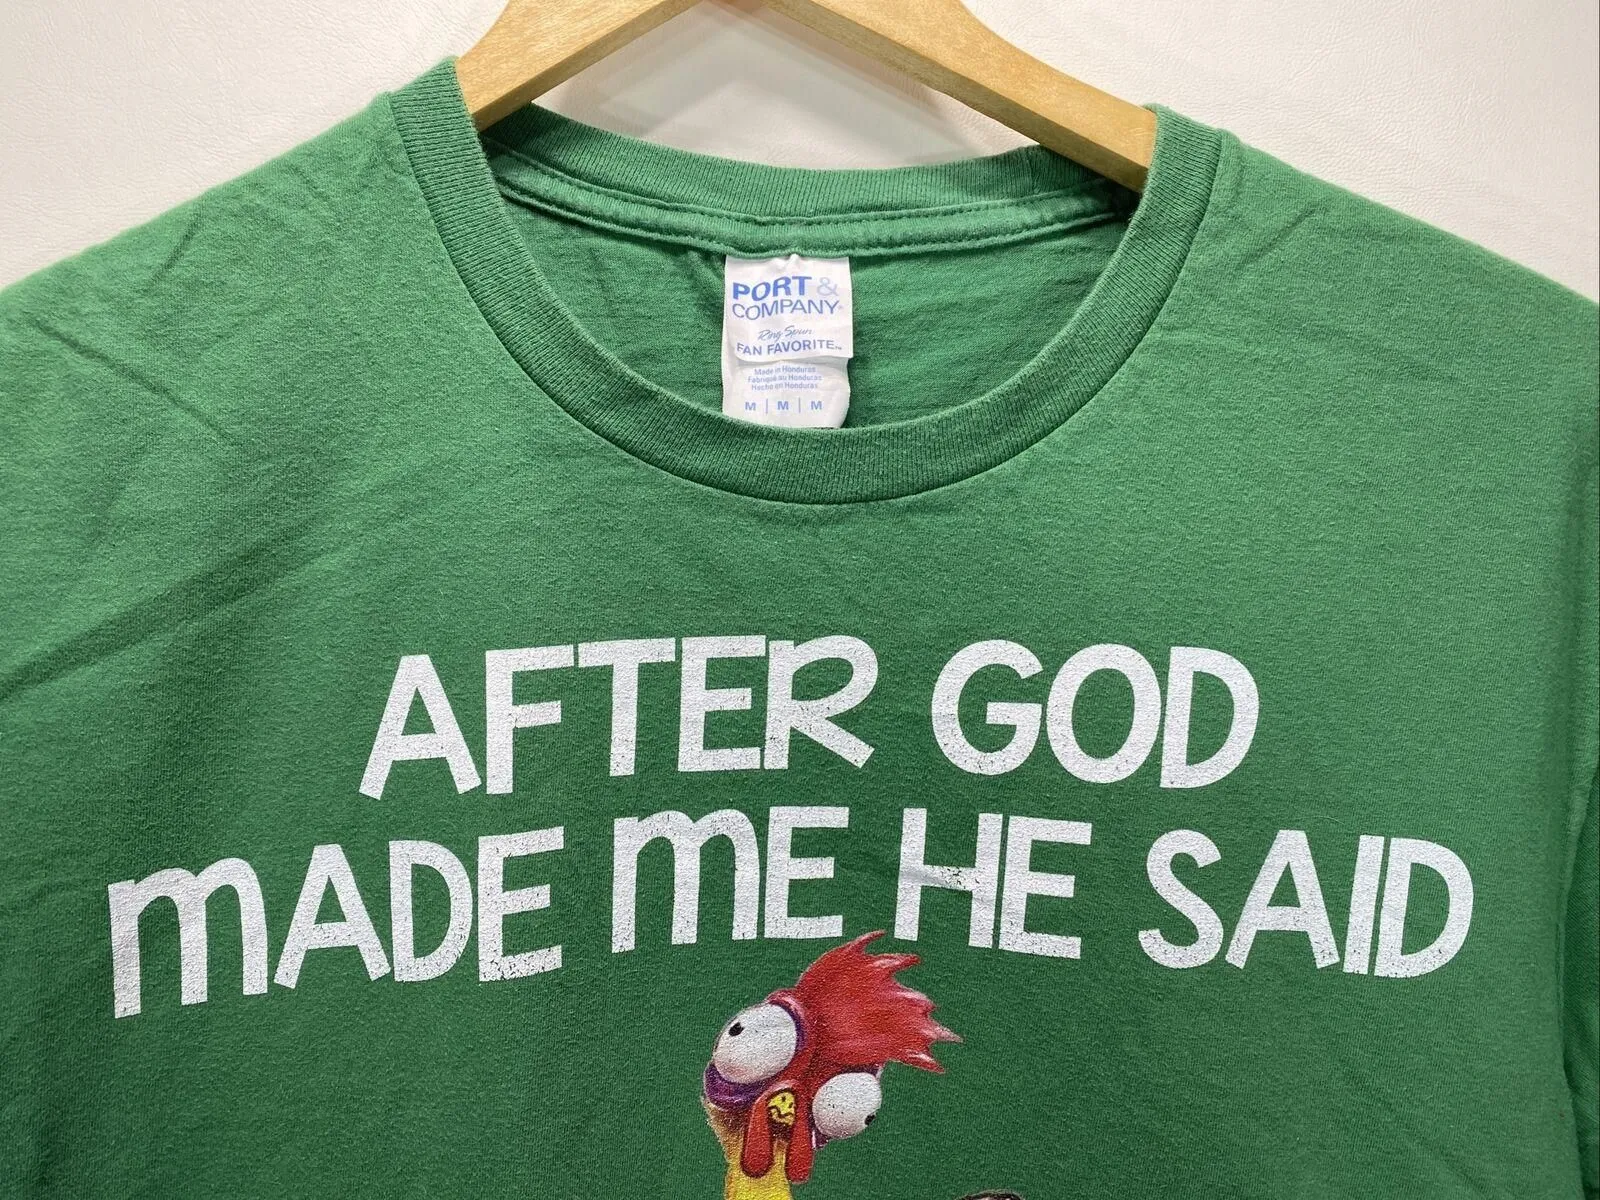 PORT &
COMPANY
Ring Spun
FAN FAVORITE™
Made in Honduras
Fabriqué au Honduras
Hecho en Honduras
M | M | M
AFTER GOD
MADE ME HE SAID